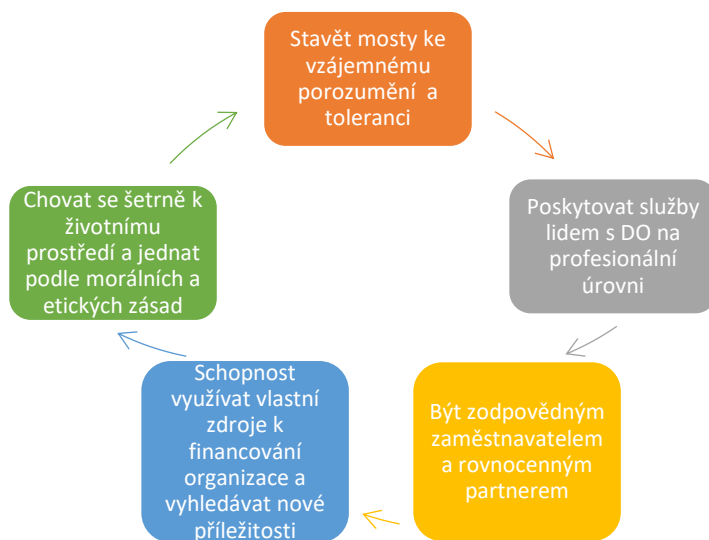 Stavět mosty ke
vzájemnému
porozumění a
toleranci
Poskytovat služby
lidem s DO na
profesionální
úrovni
Být zodpovědným
zaměstnavatelem
a rovnocenným
partnerem
Schopnost
využívat vlastní
zdroje k
financování
organizace a
vyhledávat nové
příležitosti
Chovat se šetrně k
životnímu
prostředí a jednat
podle morálních a
etických zásad